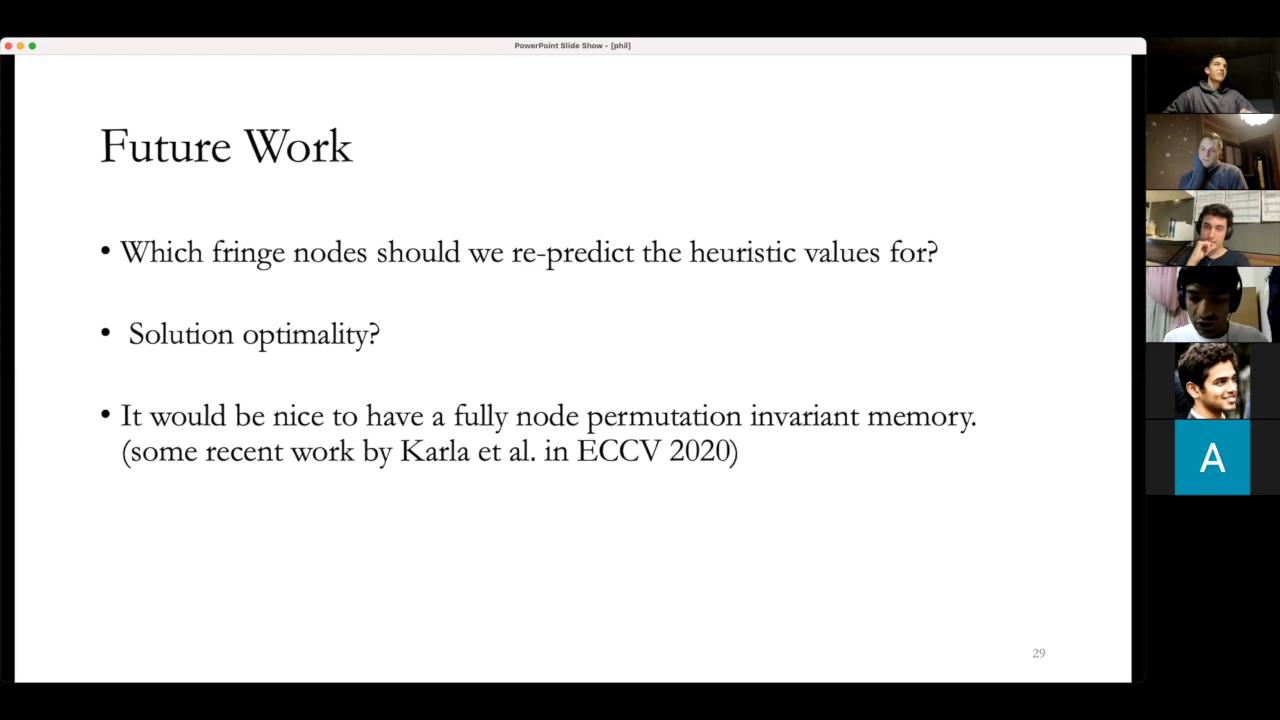 PowerPoint Slide Show - [phil]
Future Work
• Which fringe nodes should we re-predict the heuristic values for?
• Solution optimality?
• It would be nice to have a fully node permutation invariant memory.
(some recent work by Karla et al. in ECCV 2020)
29
A